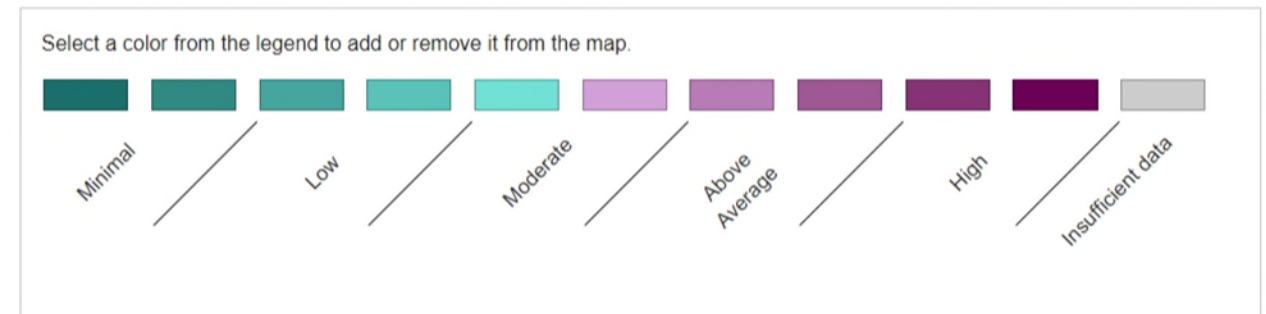 Select a color from the legend to add or remove it from the map.
Minimal
Low
Moderate
Above
Average
High
Insufficient data